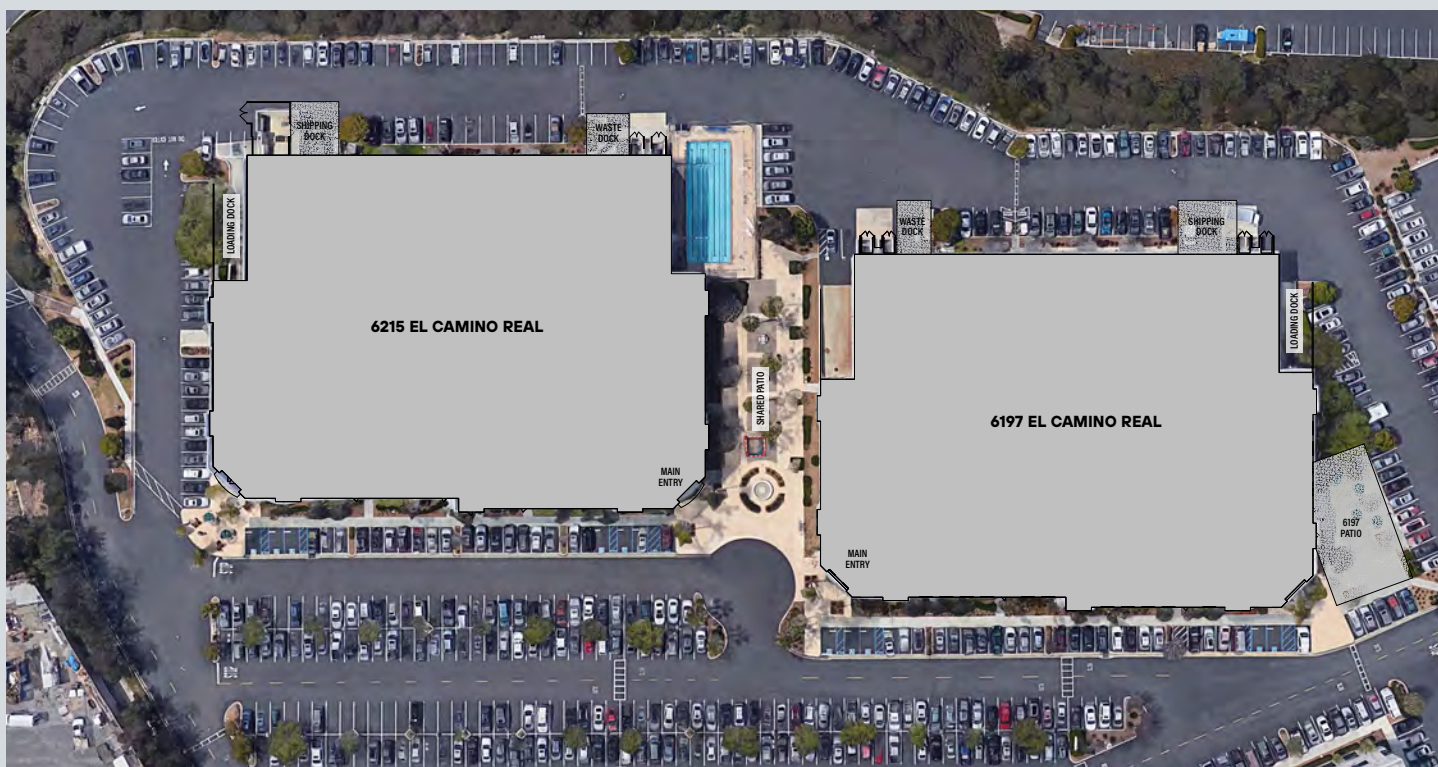 SHIPPING
DOCK
WASTE
DOCK
LOADING DOCK
6215 EL CAMINO REAL
MAIN
ENTRY
SHARED PATIO
WASTE
DOCK
SHIPPING
DOCK
LOADING DOCK
6197 EL CAMINO REAL
MAIN
ENTRY
6197
PATIO